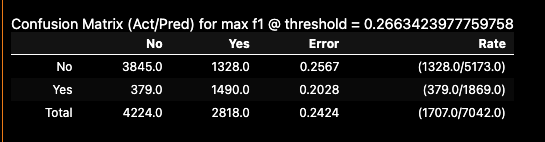 Confusion Matrix (Act/Pred) for max f1 @ threshold = 0.2663423977759758
No Yes Error Rate
No 3845.0 1328.0 0.2567 (1328.0/5173.0)
Yes 379.0 1490.0 0.2028 (379.0/1869.0)
Total 4224.0 2818.0 0.2424 (1707.0/7042.0)